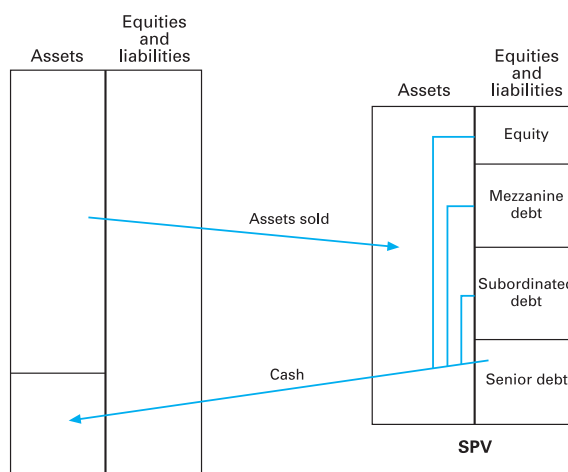 Equities
and
Assets
liabilities
Equities
and
Assets
liabilities
Equity
Mezzanine
debt
Assets sold
Subordinated
debt
Cash
Senior debt
SPV